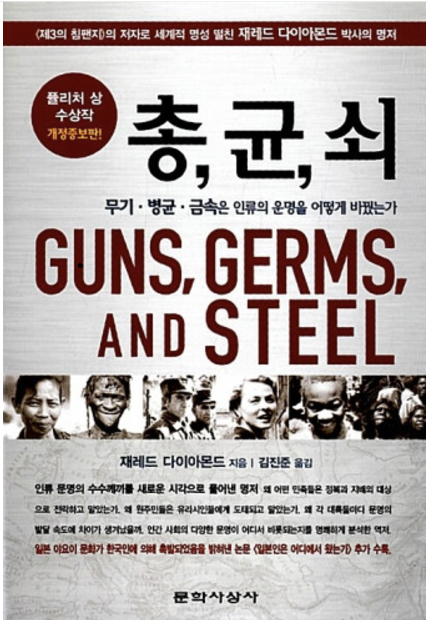 〈제3의 침팬지〉의 저자로 세계적 명성 떨친 재레드 다이아몬드 박사의 명저
퓰리처 상
수상작
개정증보판!
총, 균, 쇠
무기·병균·금속은 인류의 운명을 어떻게 바꿨는가
GUNS, GERMS,
AND STEEL
재레드 다이아몬드 지음 | 김진준 옮김
인류 문명의 수수께끼를 새로운 시각으로 풀어낸 명저! 왜 어떤 민족들은 정복과 지배의 대상
으로 전락하고 말았는가, 왜 원주민들은 유라시안들에게 도태되고 말았는가, 왜 각 대륙들마다 문명의
발달 속도에 차이가 생겨났을까, 인간 사회의 다양한 문명이 어디서 비롯되는지를 명쾌하게 분석한 역저.
일본 야요이 문화가 한국인에 의해 촉발되었음을 밝혀낸 논문 〈일본인은 어디에서 왔는가〉 추가 수록.
문학사상사